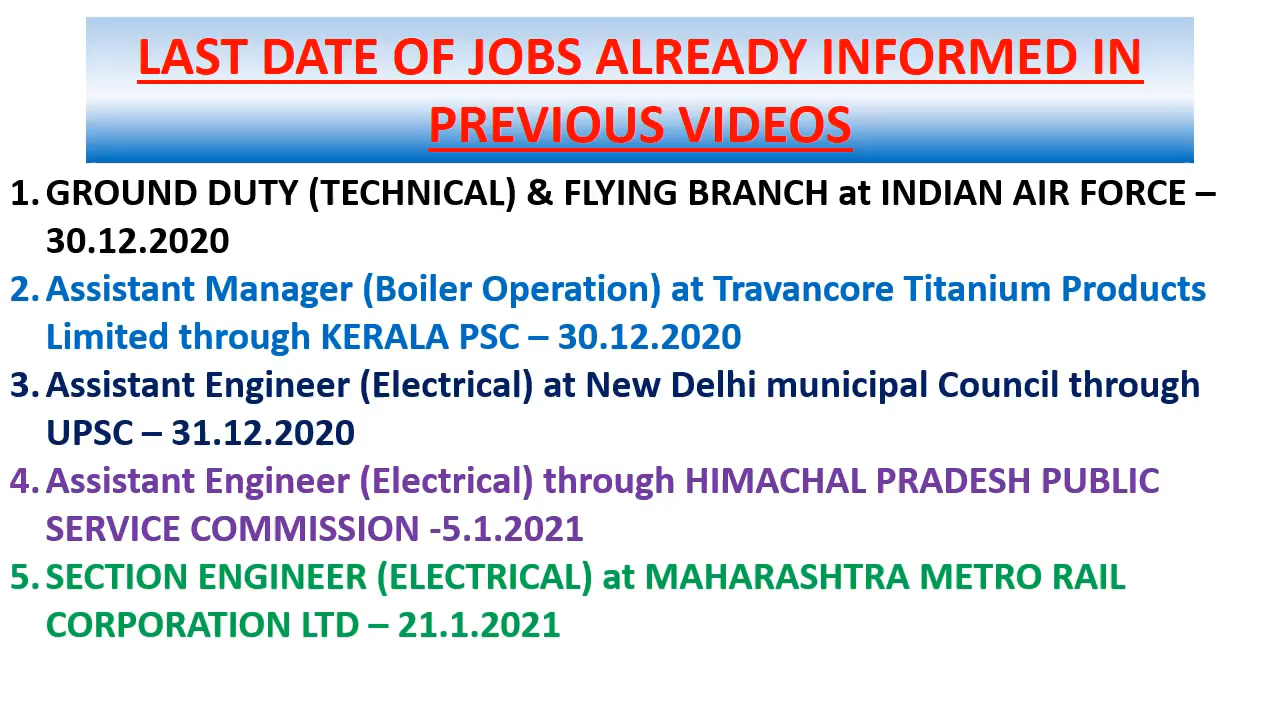 LAST DATE OF JOBS ALREADY INFORMED IN
PREVIOUS VIDEOS
1. GROUND DUTY (TECHNICAL) & FLYING BRANCH at INDIAN AIR FORCE –
30.12.2020
2. Assistant Manager (Boiler Operation) at Travancore Titanium Products
Limited through KERALA PSC – 30.12.2020
3. Assistant Engineer (Electrical) at New Delhi municipal Council through
UPSC – 31.12.2020
4. Assistant Engineer (Electrical) through HIMACHAL PRADESH PUBLIC
SERVICE COMMISSION -5.1.2021
5. SECTION ENGINEER (ELECTRICAL) at MAHARASHTRA METRO RAIL
CORPORATION LTD – 21.1.2021